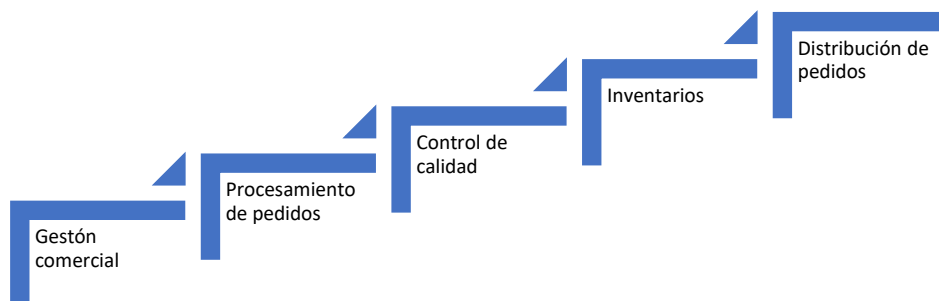 Gestón
comercial
Procesamiento
de pedidos
Control de
calidad
Inventarios
Distribución de
pedidos